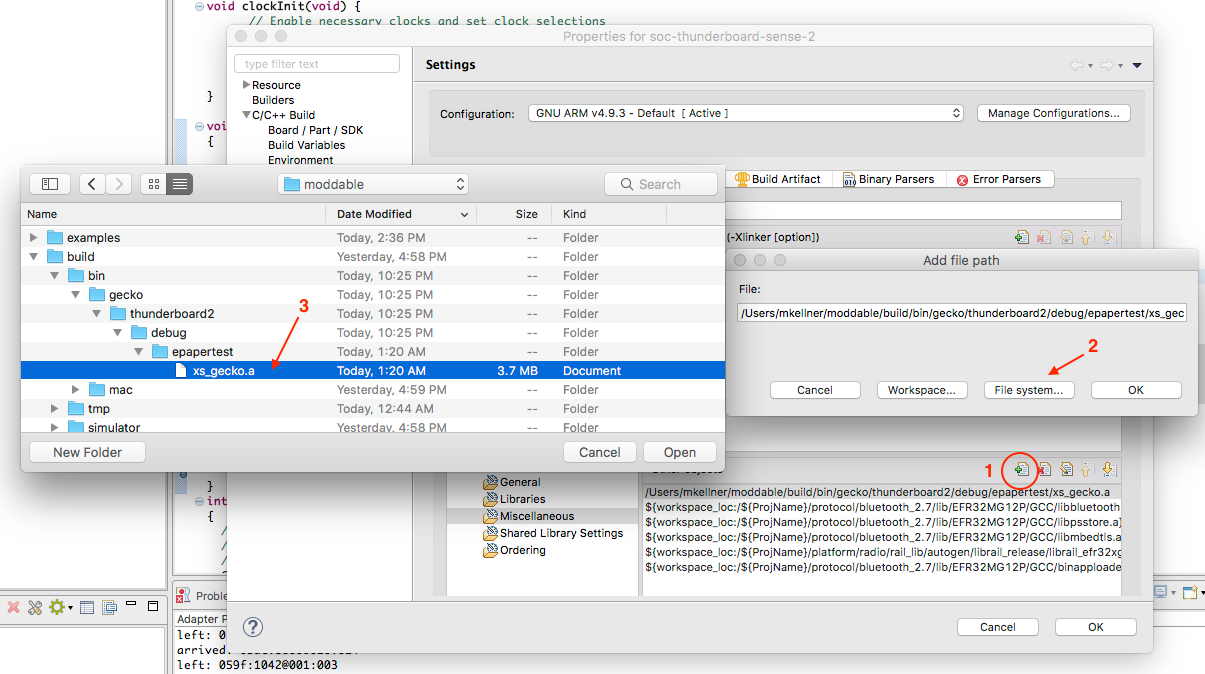 void clockInit(void) {
// Enable necessary clocks and set clock selections
}
voi
{
Properties for soc-thunderboard-sense-2
type filter text
Resource
Builders
C/C++ Build
Board / Part / SDK
Build Variables
Environment
Settings
Configuration:
GNU ARM v4.9.3 - Default [ Active ]
Manage Configurations...
Build Artifact
Binary Parsers
Error Parsers
(-Xlinker [option])
moddable
Search
Name Date Modified Size Kind
examples Today, 2:36 PM -- Folder
build Yesterday, 4:58 PM -- Folder
bin Today, 10:25 PM -- Folder
gecko Today, 10:25 PM -- Folder
thunderboard2 Today, 10:25 PM -- Folder
debug Today, 10:25 PM -- Folder
epapertest Today, 1:20 AM -- Folder
xs_gecko.a Today, 1:20 AM 3.7 MB Document
mac Yesterday, 4:59 PM -- Folder
tmp Today, 12:44 AM -- Folder
simulator Yesterday, 4:58 PM -- Folder
New Folder
Cancel
Open
3
Add file path
File:
/Users/mkellner/moddable/build/bin/gecko/thunderboard2/debug/epapertest/xs_gec
2
Cancel
Workspace...
File system...
OK
1
General
Libraries
Miscellaneous
Shared Library Settings
Ordering
/Users/mkellner/moddable/build/bin/gecko/thunderboard2/debug/epapertest/xs_gecko.a
${workspace_loc:/${ProjName}/protocol/bluetooth_2.7/lib/EFR32MG12P/GCC/libbluetooth
${workspace_loc:/${ProjName}/protocol/bluetooth_2.7/lib/EFR32MG12P/GCC/libpsstore.a}
${workspace_loc:/${ProjName}/protocol/bluetooth_2.7/lib/EFR32MG12P/GCC/libmbedtls.a
${workspace_loc:/${ProjName}/platform/radio/rail_lib/autogen/librail_release/librail_efr32xg
${workspace_loc:/${ProjName}/protocol/bluetooth_2.7/lib/EFR32MG12P/GCC/binapploade
}
int
{
//
Proble
Adapter P
left: 0
arrived:
left: 059f:1042@001:003
?
Cancel
OK